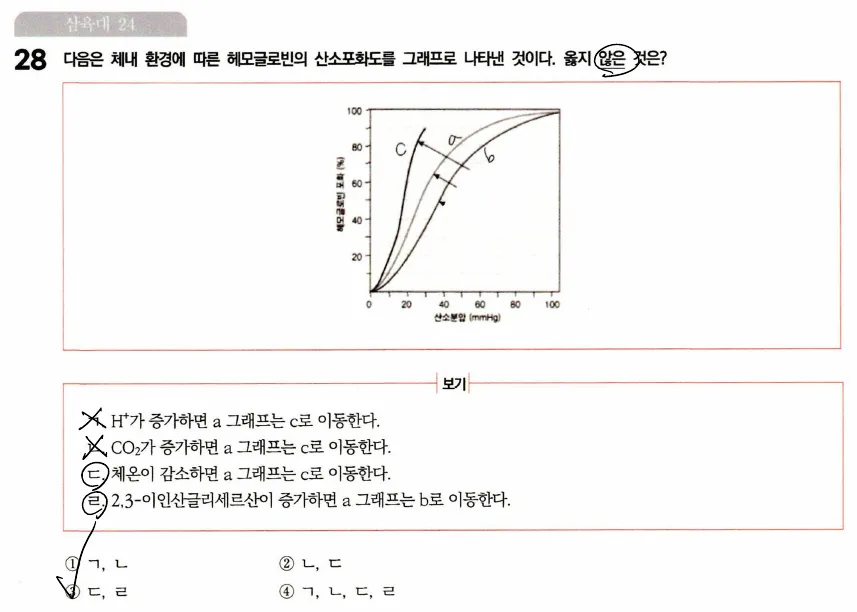 삼육대 24
28 다음은 체내 환경에 따른 헤모글로빈의 산소포화도를 그래프로 나타낸 것이다. 옳지 않은 것은?
100
80
60
40
20
헤모글로빈 포화 (%)
C
a
b
0 20 40 60 80 100
산소분압 (mmHg)
보기
ㄱ. H⁺가 증가하면 a 그래프는 c로 이동한다.
ㄴ. CO₂가 증가하면 a 그래프는 c로 이동한다.
ㄷ. 체온이 감소하면 a 그래프는 c로 이동한다.
ㄹ. 2,3-이인산글리세르산이 증가하면 a 그래프는 b로 이동한다.
① ㄱ, ㄴ ② ㄴ, ㄷ
③ ㄷ, ㄹ ④ ㄱ, ㄴ, ㄷ, ㄹ